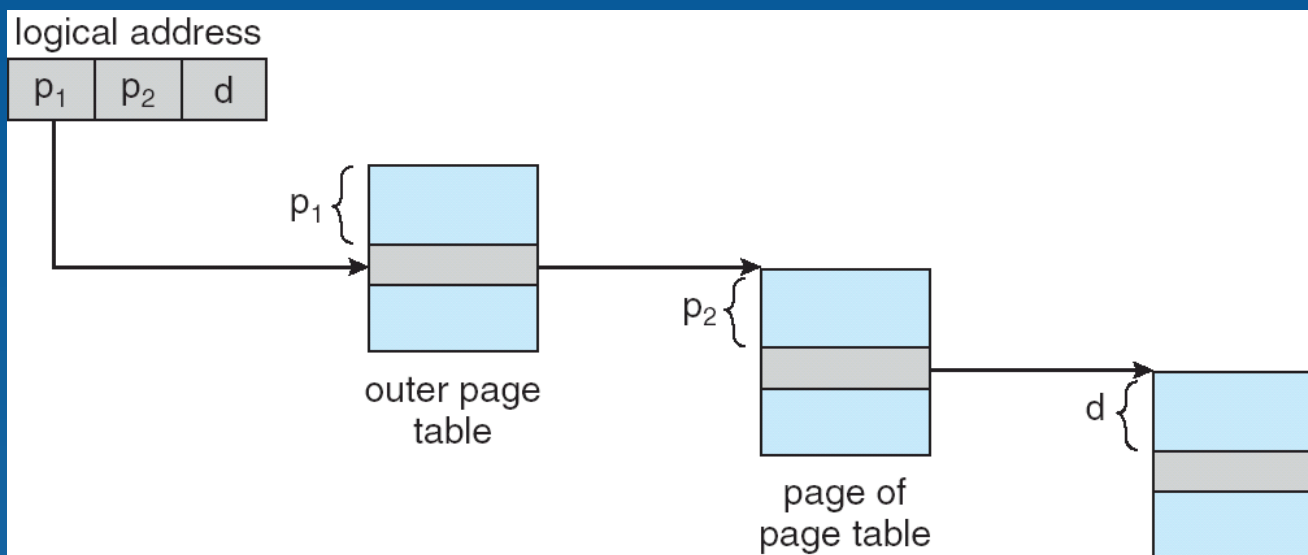 logical address
p₁ p₂ d
p₁
p₂
d
outer page
table
page of
page table